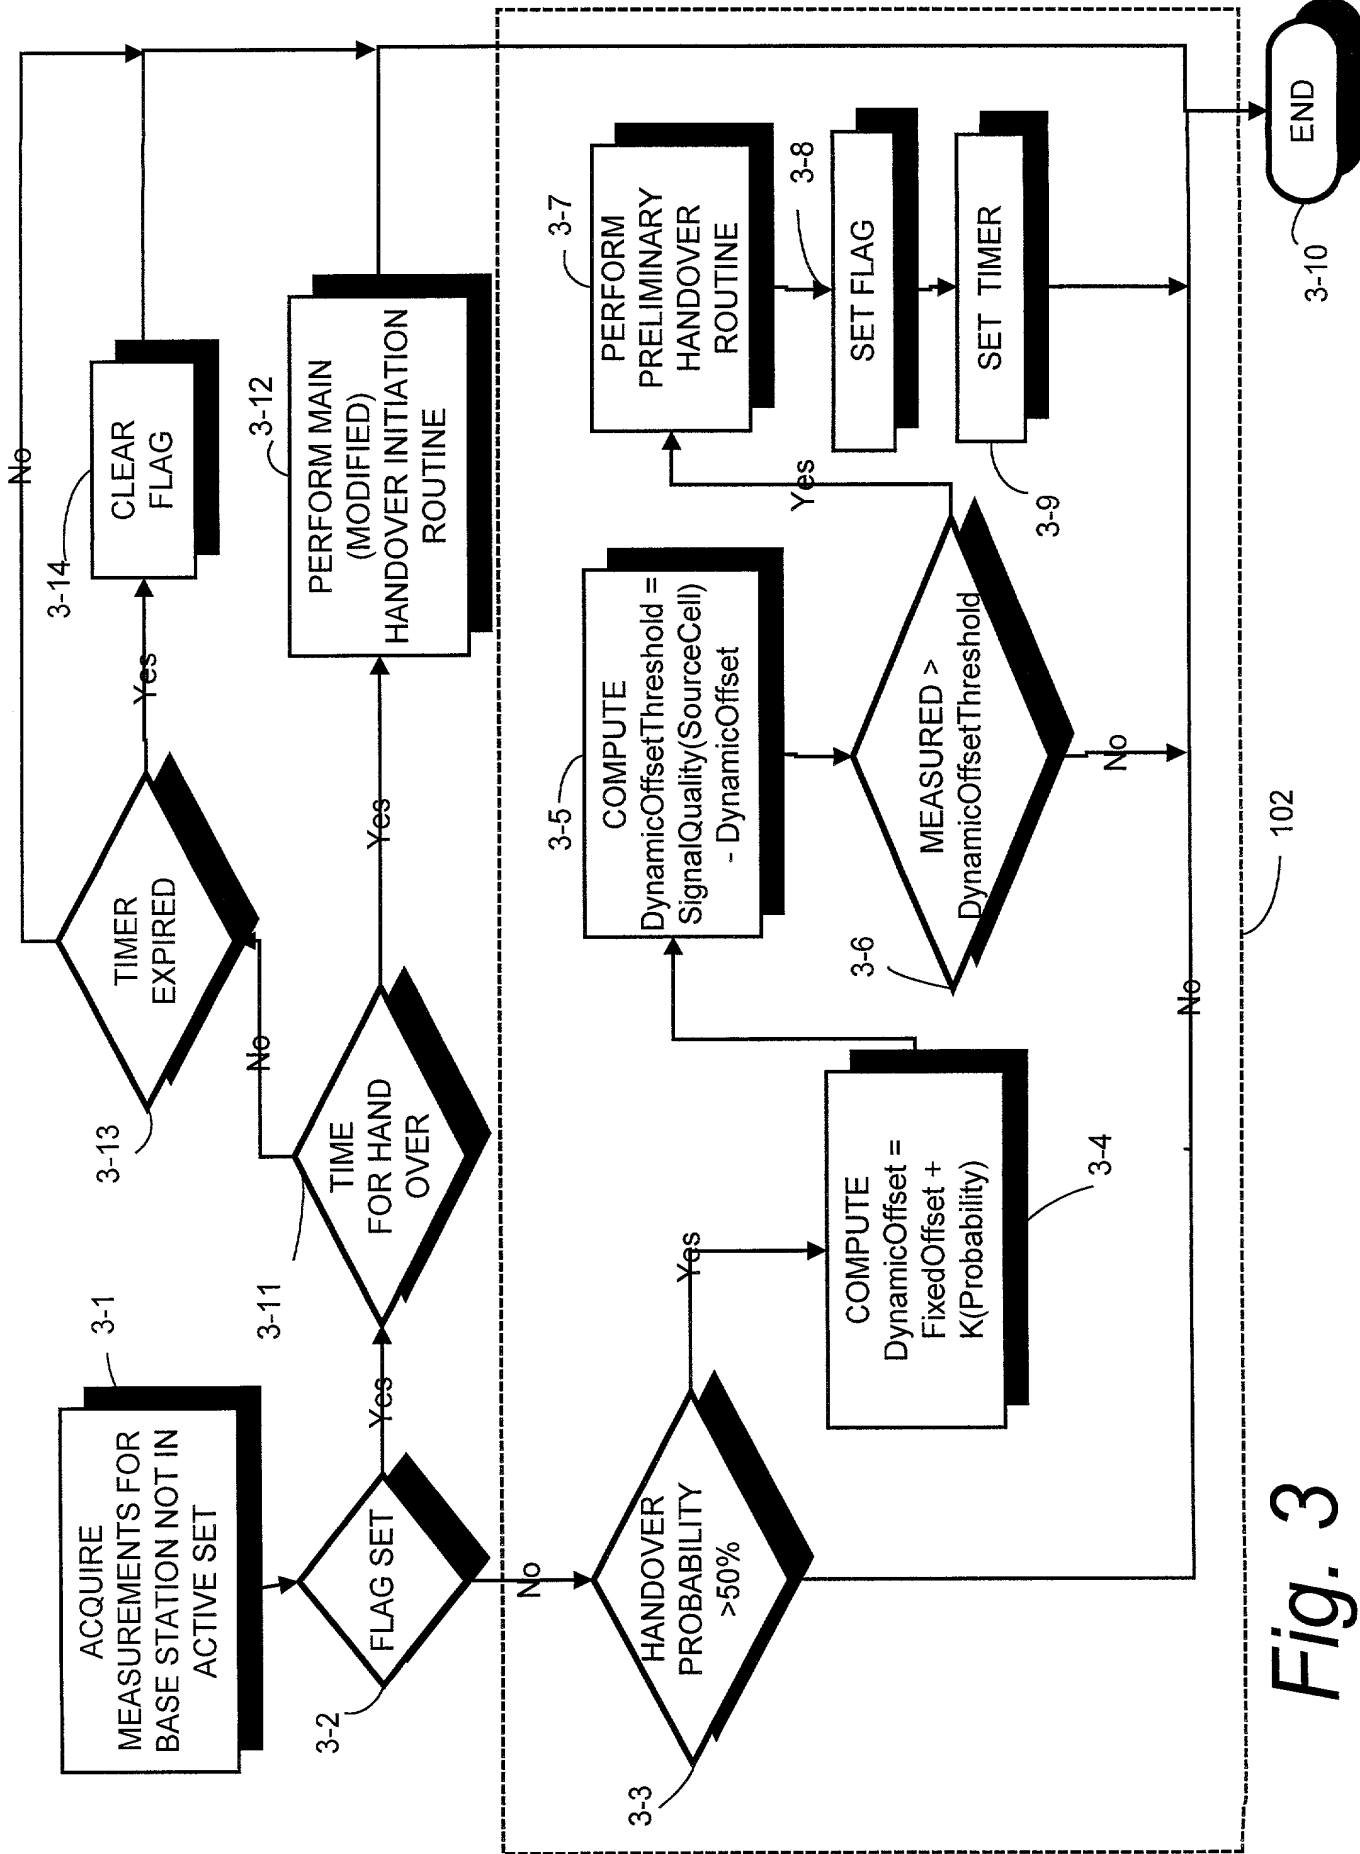 3-1
ACQUIRE
MEASUREMENTS FOR
BASE STATION NOT IN
ACTIVE SET
3-2
FLAG SET
Yes
No
3-11
TIME
FOR HAND
OVER
No
Yes
3-13
TIMER
EXPIRED
Yes
No
3-14
CLEAR
FLAG
3-12
PERFORM MAIN
(MODIFIED)
HANDOVER INITIATION
ROUTINE
3-3
HANDOVER
PROBABILITY
>50%
Yes
No
COMPUTE
DynamicOffset =
FixedOffset +
K(Probability)
3-4
3-5
COMPUTE
DynamicOffsetThreshold =
SignalQuality(SourceCell)
- DynamicOffset
3-6
MEASURED >
DynamicOffsetThreshold
Yes
No
3-7
PERFORM
PRELIMINARY
HANDOVER
ROUTINE
3-8
SET FLAG
SET TIMER
3-9
102
END
3-10
Fig. 3